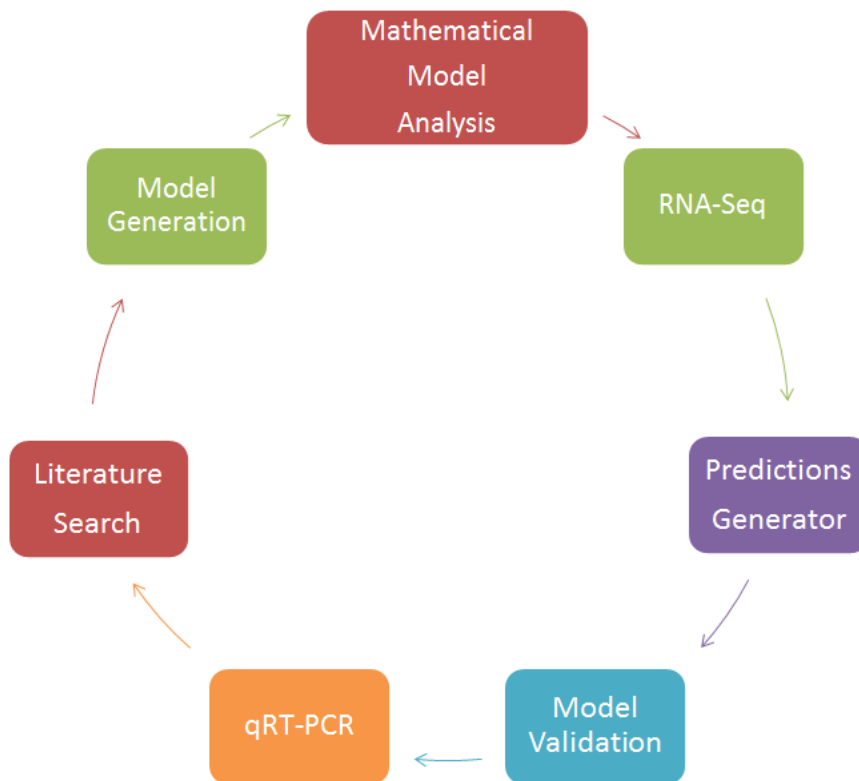 Mathematical
Model
Analysis
RNA-Seq
Predictions
Generator
Model
Validation
qRT-PCR
Literature
Search
Model
Generation